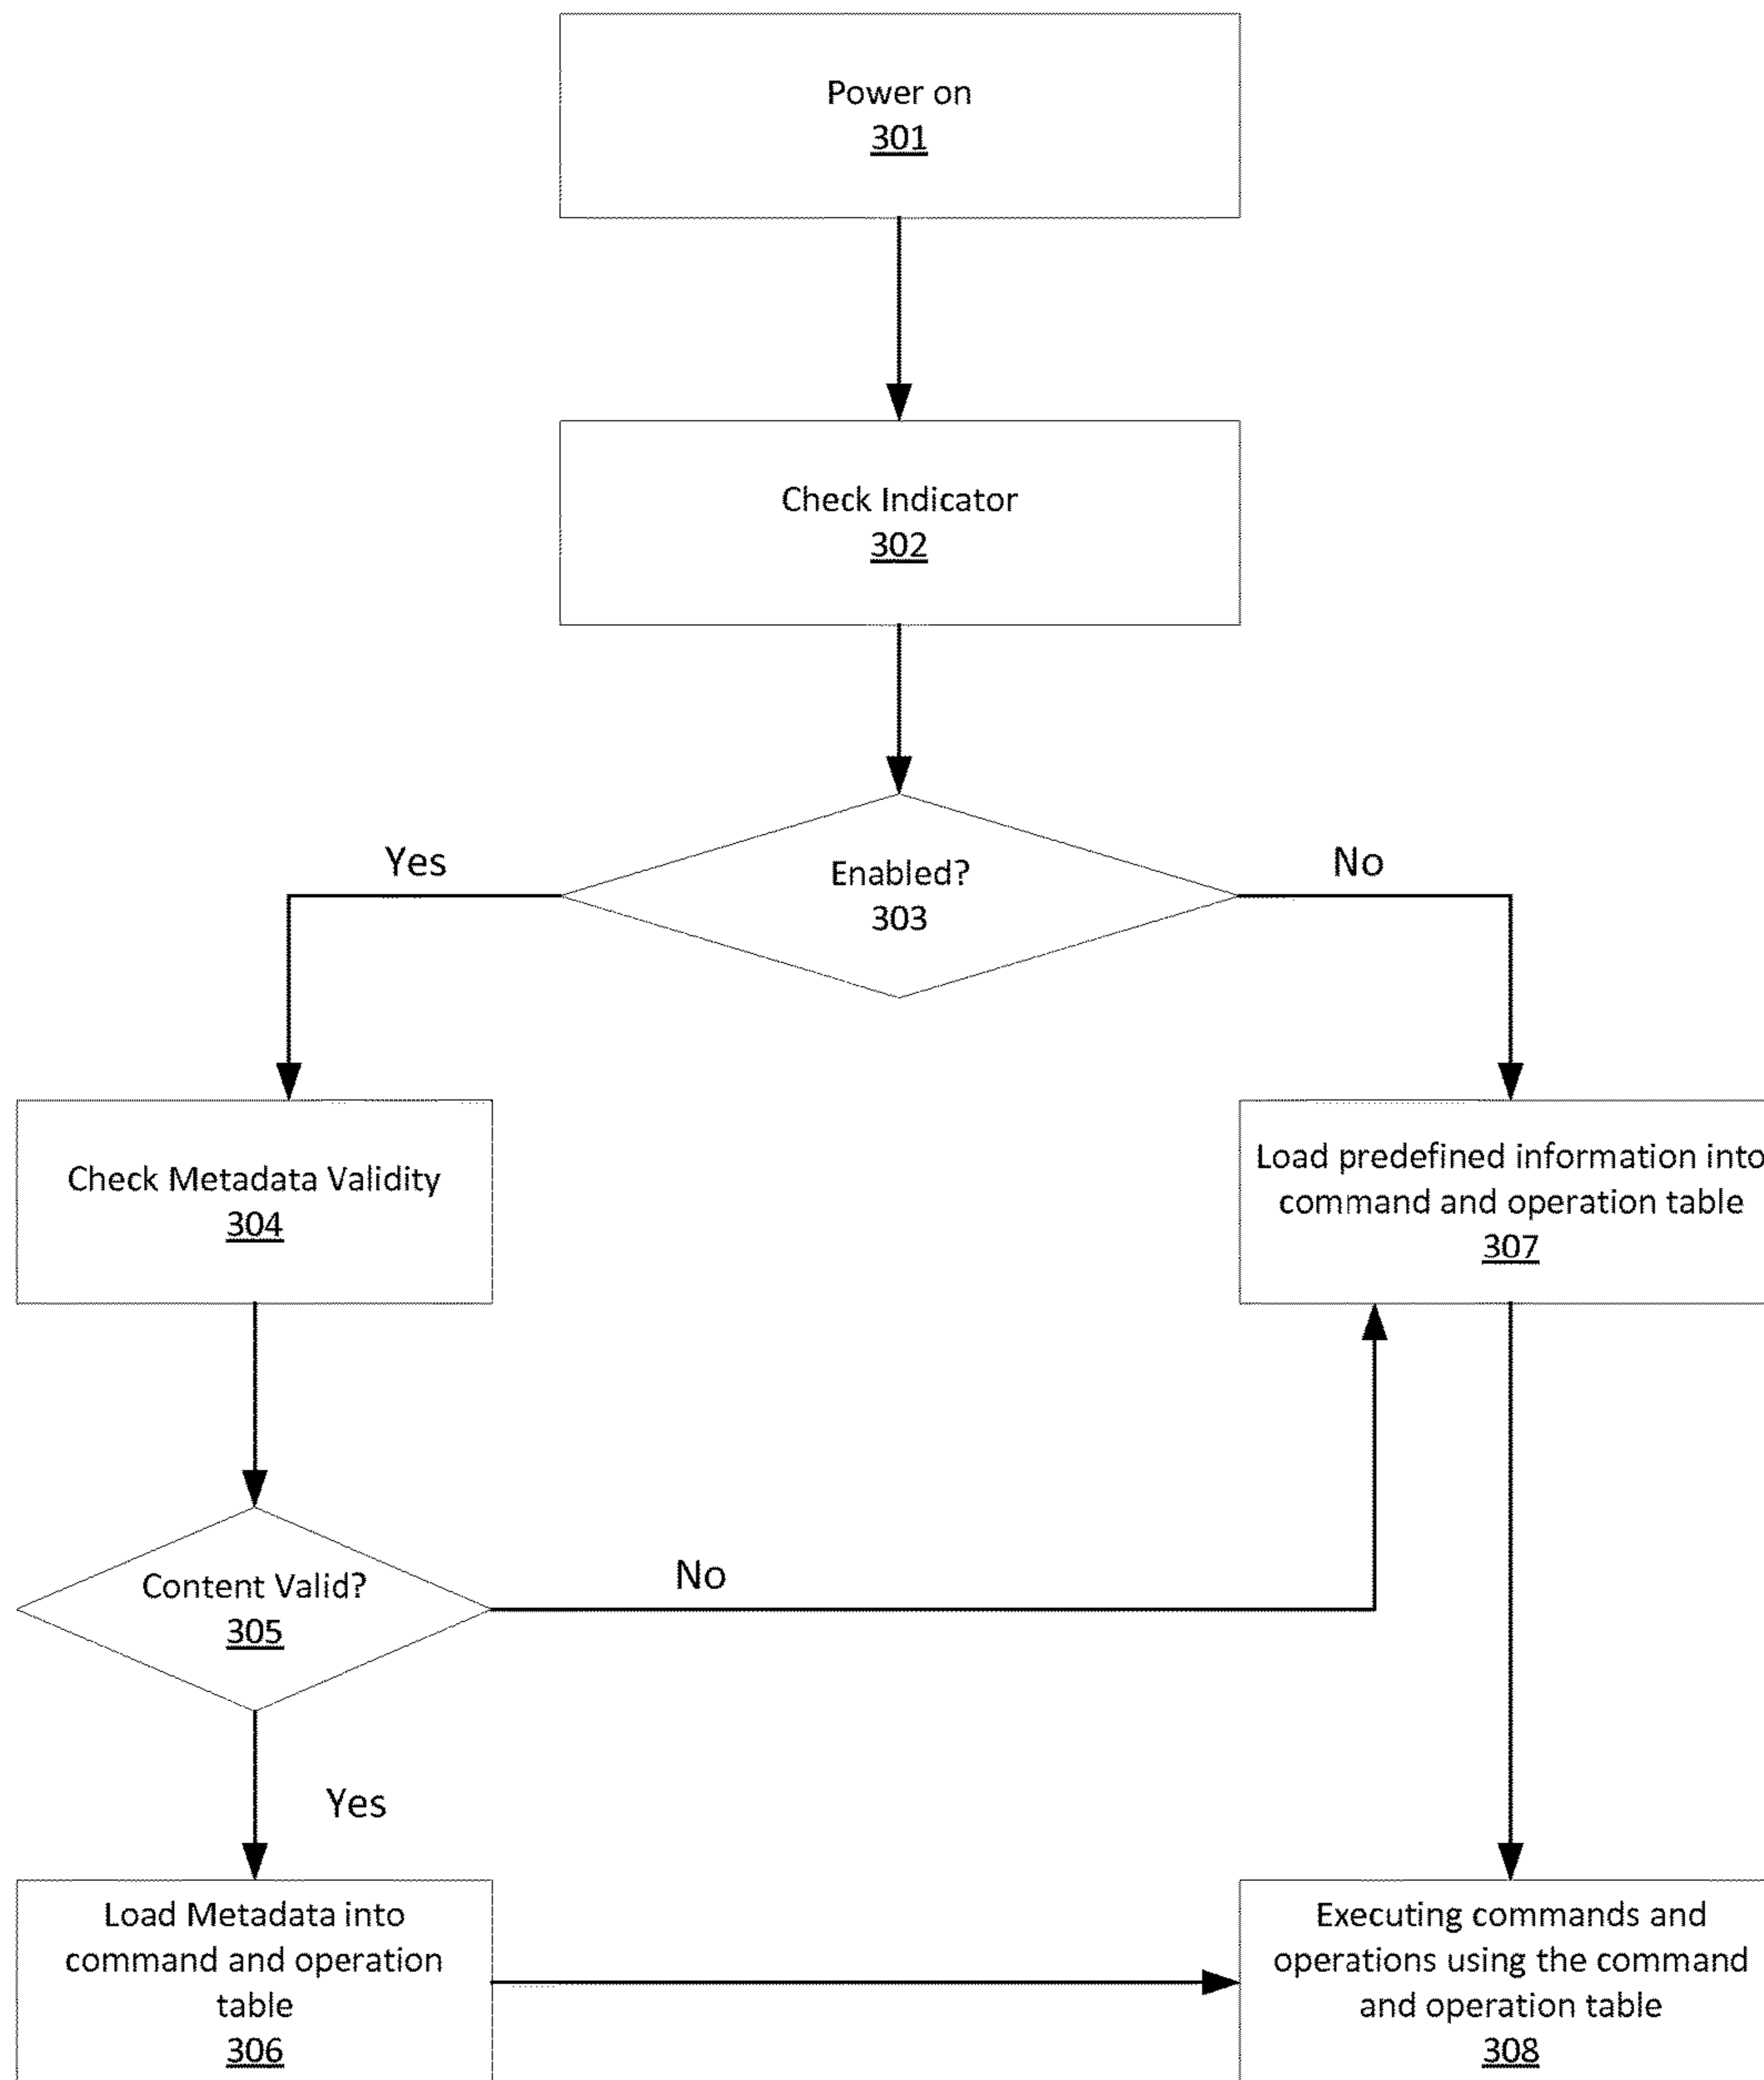 Power on
301
Check Indicator
302
Yes
Enabled?
303
No
Check Metadata Validity
304
Load predefined information into
command and operation table
307
Content Valid?
305
No
Yes
Load Metadata into
command and operation
table
306
Executing commands and
operations using the command
and operation table
308